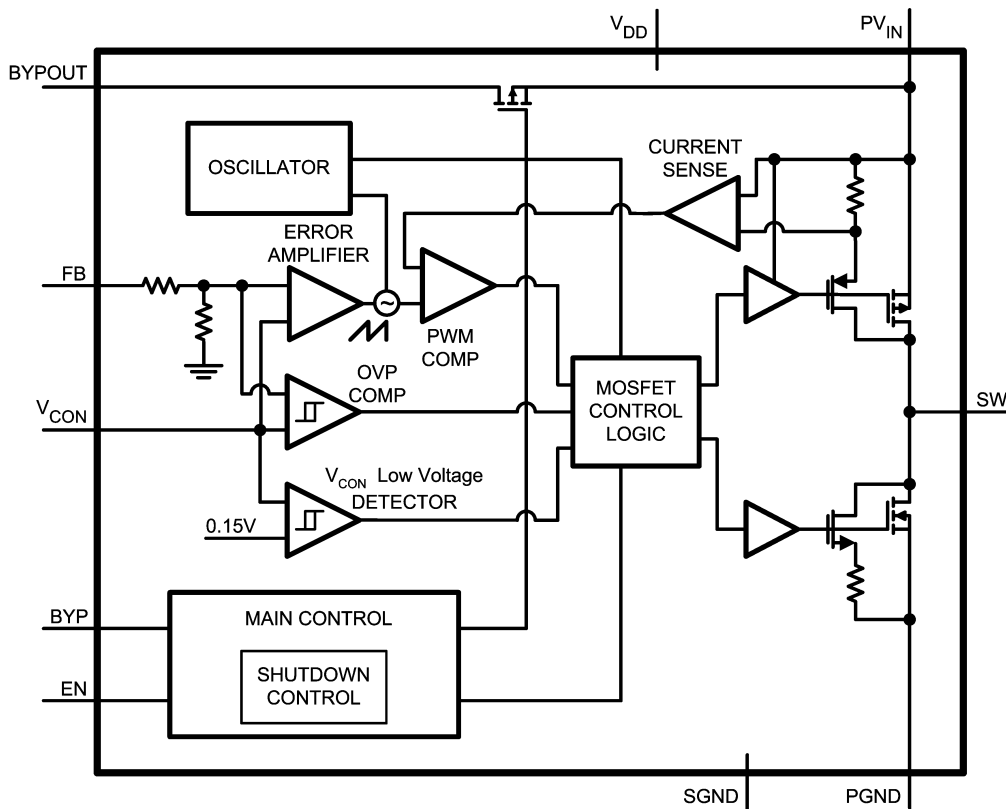 VDD
PVIN
BYPOUT
OSCILLATOR
CURRENT
SENSE
ERROR
AMPLIFIER
FB
~
PWM
COMP
OVP
COMP
MOSFET
CONTROL
LOGIC
VCON
SW
VCON Low Voltage
DETECTOR
0.15V
BYP
MAIN CONTROL
SHUTDOWN
CONTROL
EN
SGND
PGND